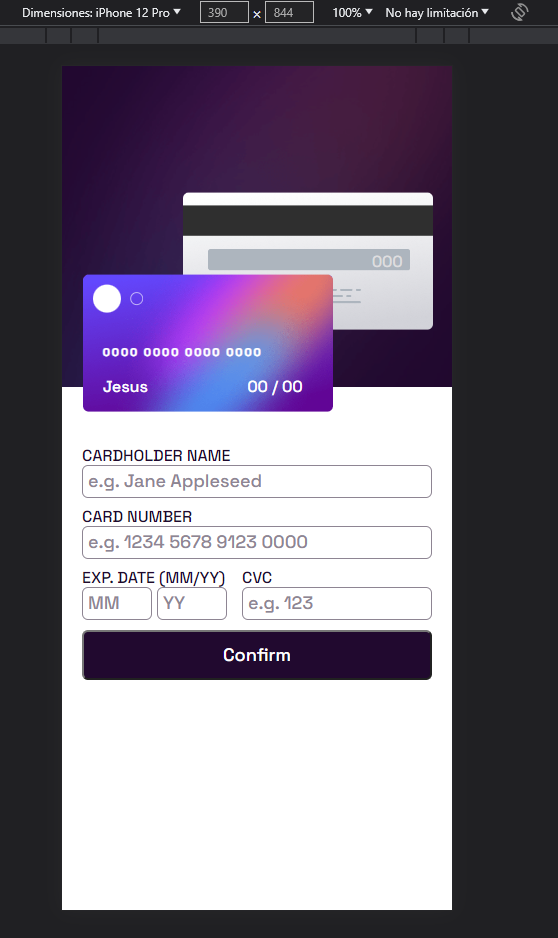 Dimensiones: iPhone 12 Pro 390 × 844 100% No hay limitación
000
0000 0000 0000 0000
Jesus 00 / 00
CARDHOLDER NAME
e.g. Jane Appleseed
CARD NUMBER
e.g. 1234 5678 9123 0000
EXP. DATE (MM/YY) CVC
MM YY e.g. 123
Confirm